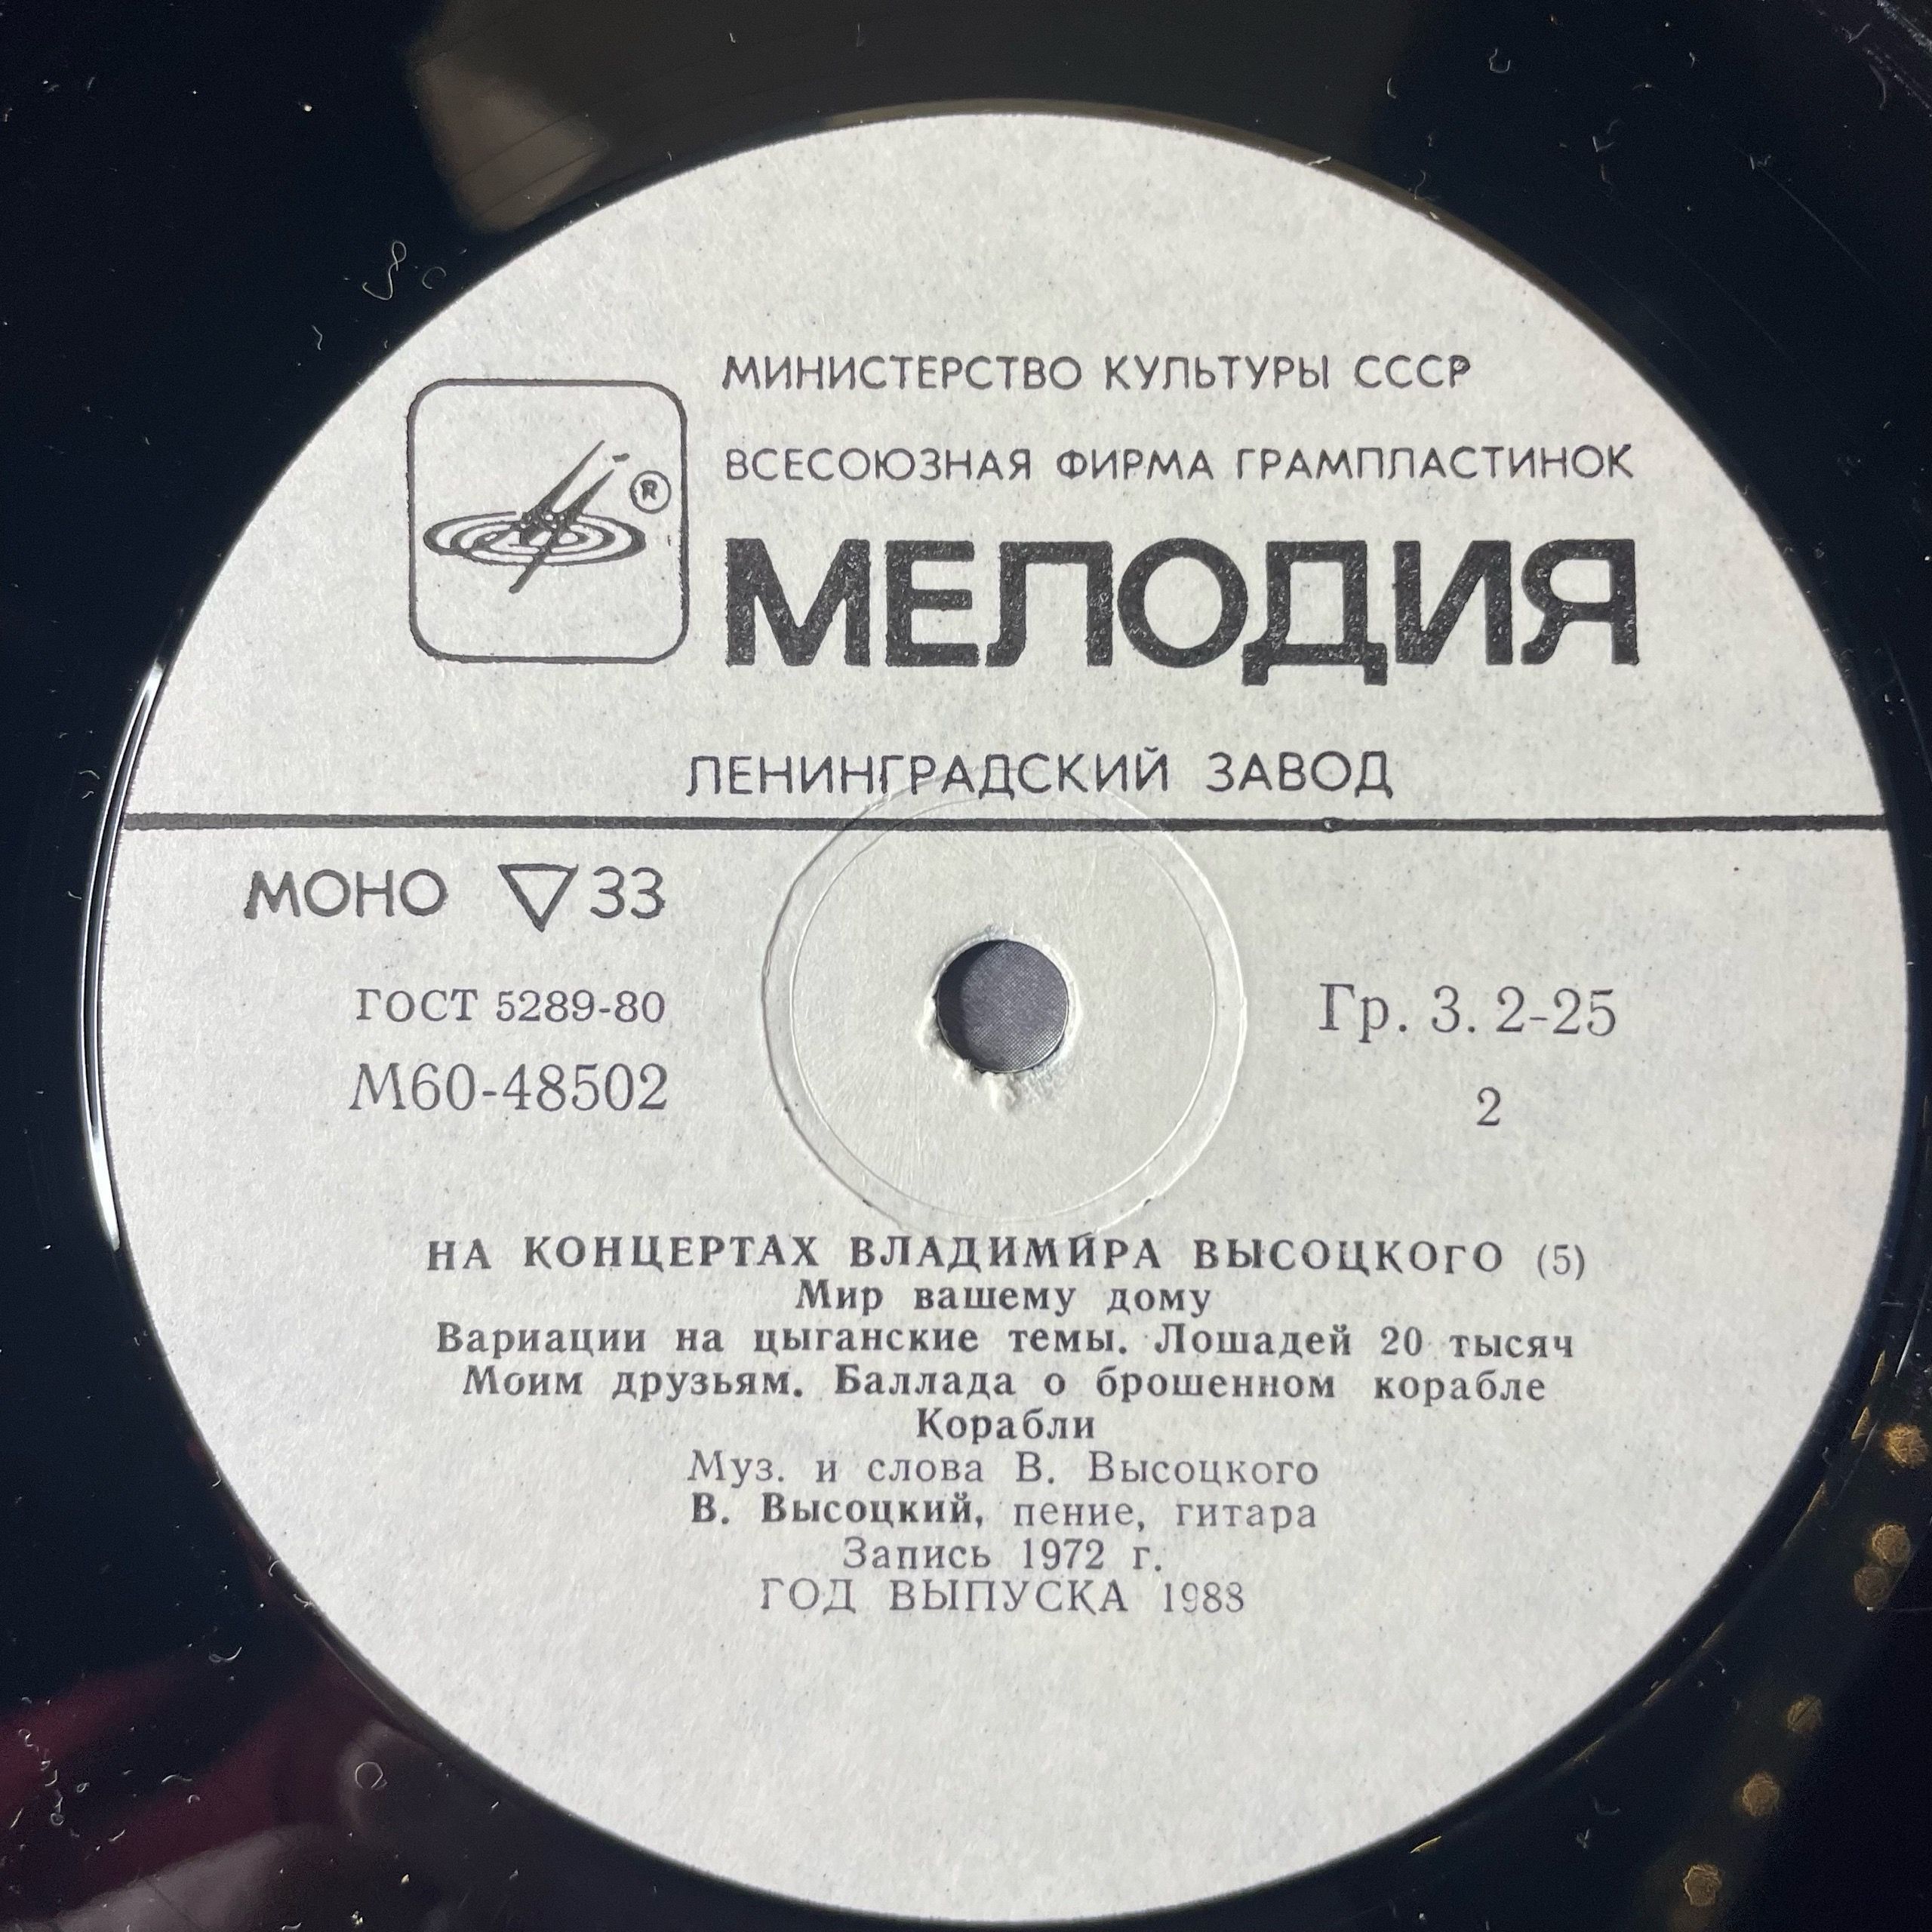 МИНИСТЕРСТВО КУЛЬТУРЫ СССР
ВСЕСОЮЗНАЯ ФИРМА ГРАМПЛАСТИНОК
®
МЕЛОДИЯ
ЛЕНИНГРАДСКИЙ ЗАВОД
МОНО ▽ 33
ГОСТ 5289-80
М60-48502
Гр. 3. 2-25
2
НА КОНЦЕРТАХ ВЛАДИМИРА ВЫСОЦКОГО (5)
Мир вашему дому
Вариации на цыганские темы. Лошадей 20 тысяч
Моим друзьям. Баллада о брошенном корабле
Корабли
Муз. и слова В. Высоцкого
В. Высоцкий, пение, гитара
Запись 1972 г.
ГОД ВЫПУСКА 1988